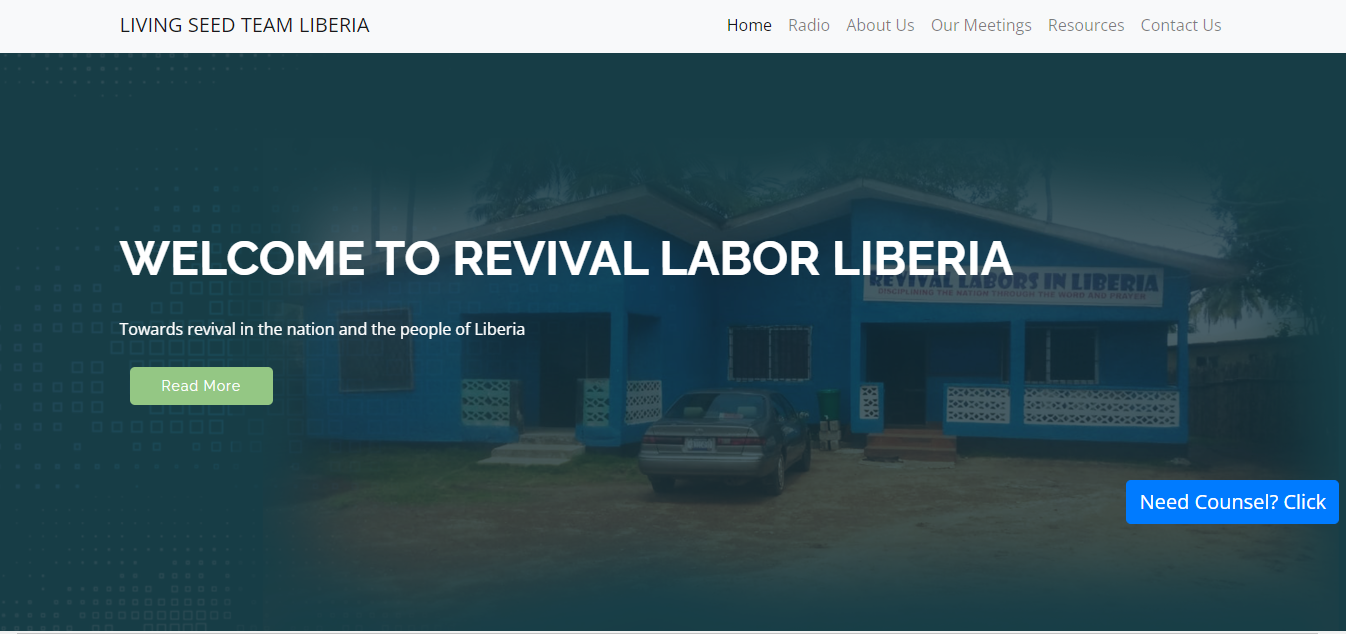 LIVING SEED TEAM LIBERIA
Home Radio About Us Our Meetings Resources Contact Us
WELCOME TO REVIVAL LABOR LIBERIA
REVIVAL LABORS IN LIBERIA
DISCIPLINING THE NATION THROUGH THE WORD AND PRAYER
Towards revival in the nation and the people of Liberia
Read More
Need Counsel? Click